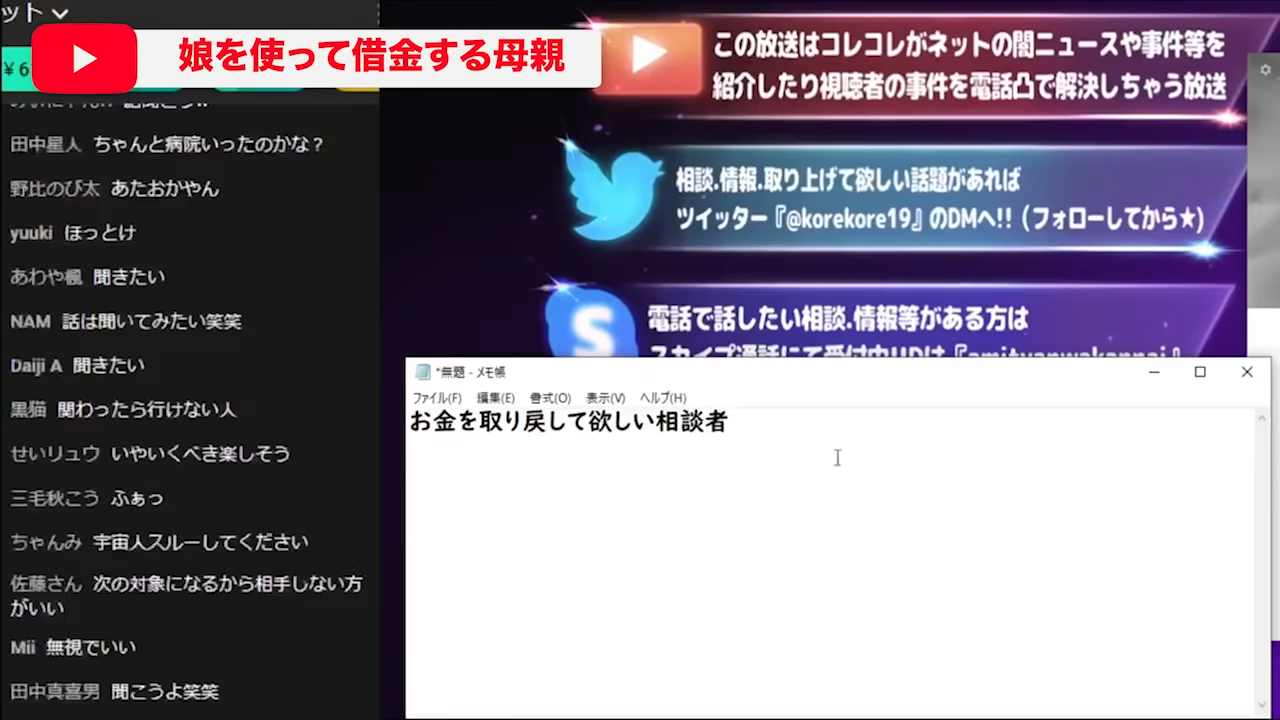 ット
¥6
娘を使って借金する母親
田中星人 ちゃんと病院いったのかな？
野比のび太 あたおかやん
yuuki ほっとけ
あわや楓 聞きたい
NAM 話は聞いてみたい笑笑
Daiji A 聞きたい
黒猫 関わったら行けない人
せいリュウ いやいくべき楽しそう
三毛秋こう ふぁっ
ちゃんみ 宇宙人スルーしてください
佐藤さん 次の対象になるから相手しない方
がいい
Mii 無視でいい
田中真喜男 聞こうよ笑笑
この放送はコレコレがネットの闇ニュースや事件等を
紹介したり視聴者の事件を電話凸で解決しちゃう放送
相談.情報.取り上げて欲しい話題があれば
ツイッター『@korekore19』のDMへ!!（フォローしてから★）
電話で話したい相談.情報等がある方は
*無題 - メモ帳
ファイル(F) 編集(E) 書式(O) 表示(V) ヘルプ(H)
お金を取り戻して欲しい相談者